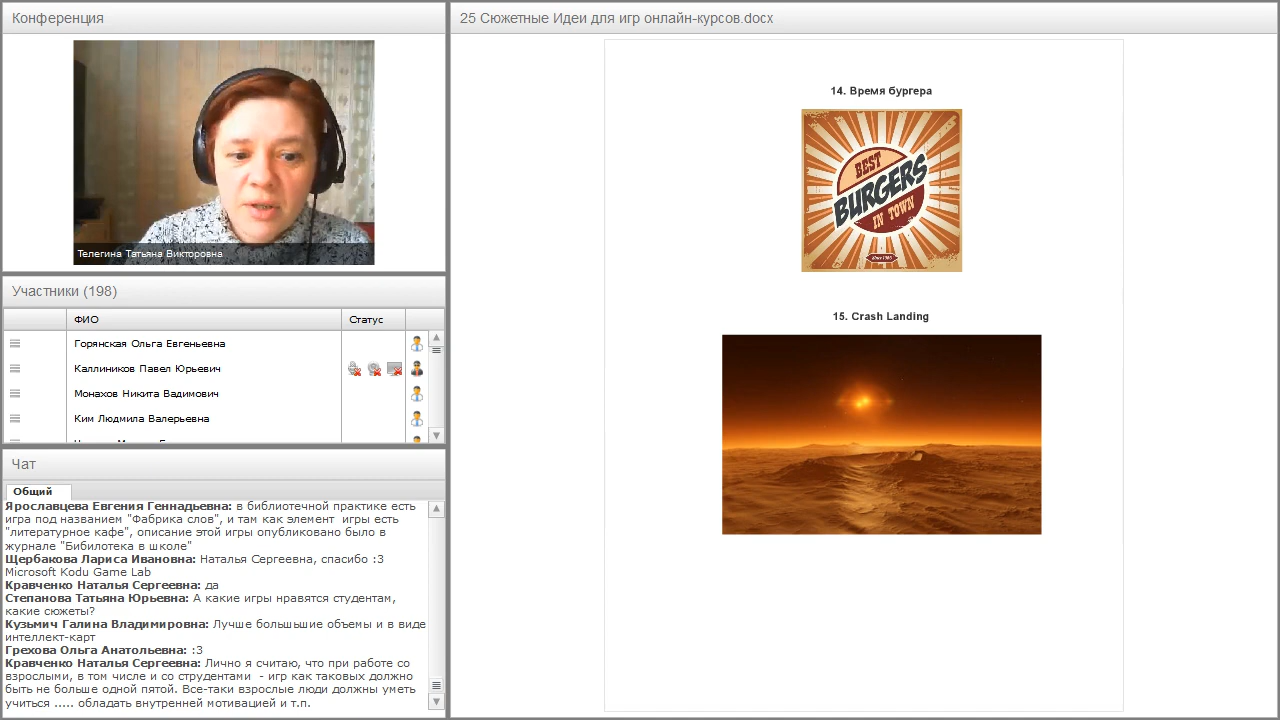 Конференция
Телегина Татьяна Викторовна
Участники (198)
ФИО
Статус
Горянская Ольга Евгеньевна
Каллиников Павел Юрьевич
Монахов Никита Вадимович
Ким Людмила Валерьевна
Чат
Общий
Ярославцева Евгения Геннадьевна: в библиотечной практике есть
игра под названием "Фабрика слов", и там как элемент игры есть
"литературное кафе", описание этой игры опубликовано было в
журнале "Бибилотека в школе"
Щербакова Лариса Ивановна: Наталья Сергеевна, спасибо :3
Microsoft Kodu Game Lab
Кравченко Наталья Сергеевна: да
Степанова Татьяна Юрьевна: А какие игры нравятся студентам,
какие сюжеты?
Кузьмич Галина Владимировна: Лучше большьшие объемы и в виде
интеллект-карт
Грехова Ольга Анатольевна: :3
Кравченко Наталья Сергеевна: Лично я считаю, что при работе со
взрослыми, в том числе и со струдентами - игр как таковых должно
быть не больше одной пятой. Все-таки взрослые люди должны уметь
учиться ..... обладать внутренней мотивацией и т.п.
25 Сюжетные Идеи для игр онлайн-курсов.docx
14. Время бургера
BEST
BURGERS
IN TOWN
15. Crash Landing